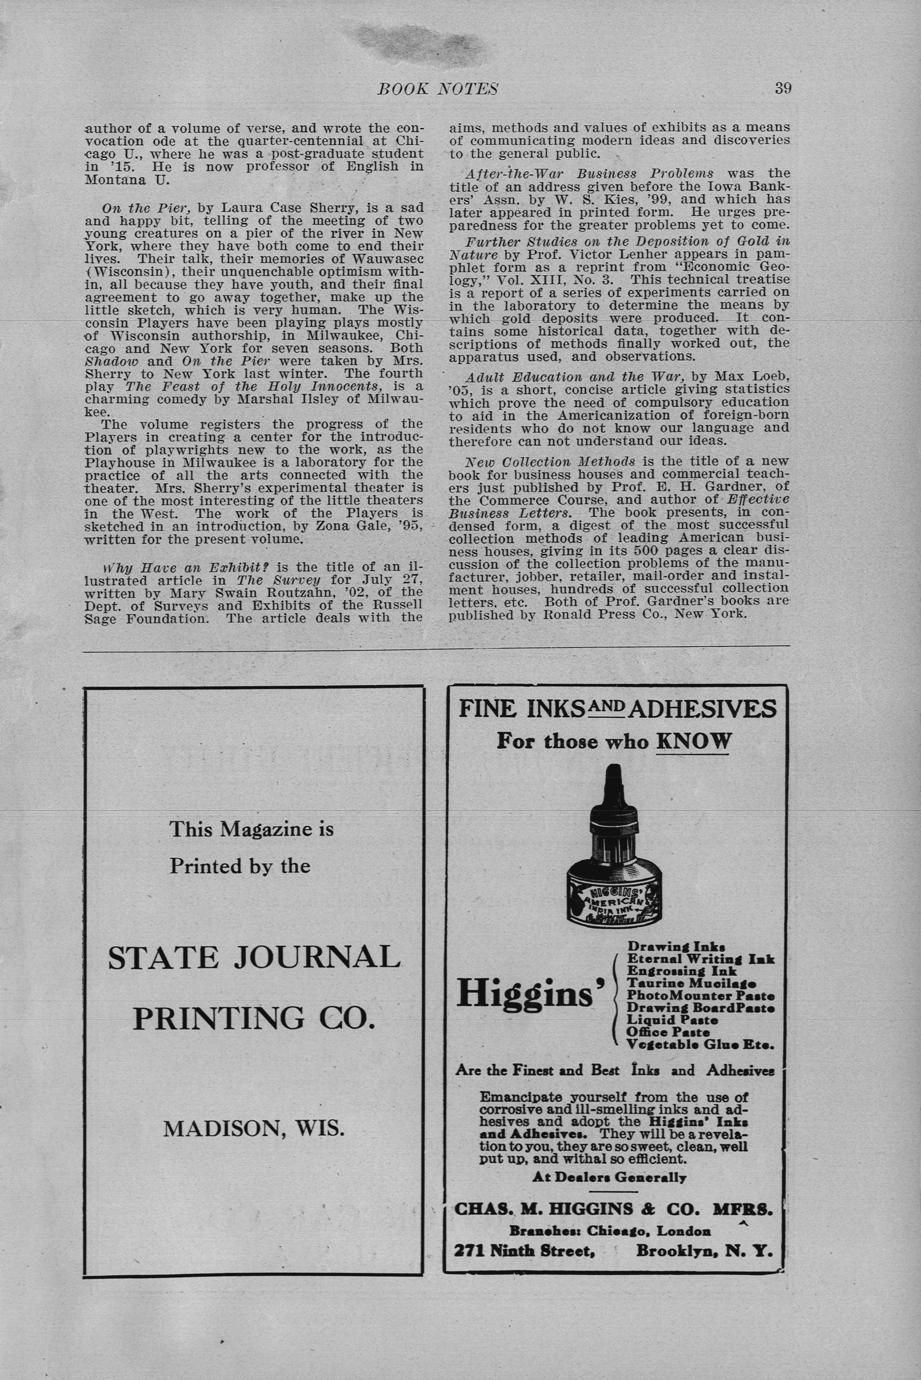 BOOK NOTES 39
author of a volume of verse, and wrote the con-
vocation ode at the quarter-centennial at Chi-
cago U., where he was a post-graduate student
in '15. He is now professor of English in
Montana U.
On the Pier, by Laura Case Sherry, is a sad
and happy bit, telling of the meeting of two
young creatures on a pier of the river in New
York, where they have both come to end their
lives. Their talk, their memories of Wauwasec
(Wisconsin), their unquenchable optimism with-
in, all because they have youth, and their final
agreement to go away together, make up the
little sketch, which is very human. The Wis-
consin Players have been playing plays mostly
of Wisconsin authorship, in Milwaukee, Chi-
cago and New York for seven seasons. Both
Shadow and On the Pier were taken by Mrs.
Sherry to New York last winter. The fourth
play The Feast of the Holy Innocents, is a
charming comedy by Marshal Ilsley of Milwau-
kee.
The volume registers the progress of the
Players in creating a center for the introduc-
tion of playwrights new to the work, as the
Playhouse in Milwaukee is a laboratory for the
practice of all the arts connected with the
theater. Mrs. Sherry's experimental theater is
one of the most interesting of the little theaters
in the West. The work of the Players is
sketched in an introduction, by Zona Gale, '95,
written for the present volume.
Why Have an Exhibit? is the title of an il-
lustrated article in The Survey for July 27,
written by Mary Swain Routzahn, '02, of the
Dept. of Surveys and Exhibits of the Russell
Sage Foundation. The article deals with the
aims, methods and values of exhibits as a means
of communicating modern ideas and discoveries
to the general public.
After-the-War Business Problems was the
title of an address given before the Iowa Bank-
ers' Assn. by W. S. Kies, '99, and which has
later appeared in printed form. He urges pre-
paredness for the greater problems yet to come.
Further Studies on the Deposition of Gold in
Nature by Prof. Victor Lenher appears in pam-
phlet form as a reprint from "Economic Geo-
logy," Vol. XIII, No. 3. This technical treatise
is a report of a series of experiments carried on
in the laboratory to determine the means by
which gold deposits were produced. It con-
tains some historical data, together with de-
scriptions of methods finally worked out, the
apparatus used, and observations.
Adult Education and the War, by Max Loeb,
'05, is a short, concise article giving statistics
which prove the need of compulsory education
to aid in the Americanization of foreign-born
residents who do not know our language and
therefore can not understand our ideas.
New Collection Methods is the title of a new
book for business houses and commercial teach-
ers just published by Prof. E. H. Gardner, of
the Commerce Course, and author of Effective
Business Letters. The book presents, in con-
densed form, a digest of the most successful
collection methods of leading American busi-
ness houses, giving in its 500 pages a clear dis-
cussion of the collection problems of the manu-
facturer, jobber, retailer, mail-order and instal-
ment houses, hundreds of successful collection
letters, etc. Both of Prof. Gardner's books are
published by Ronald Press Co., New York.
This Magazine is
Printed by the
STATE JOURNAL
PRINTING CO.
MADISON, WIS.
FINE INKS AND ADHESIVES
For those who KNOW
HIGGINS'
AMERICAN
INDIA INK
Higgins'
Drawing Inks
Eternal Writing Ink
Engrossing Ink
Taurine Mucilage
Photo Mounter Paste
Drawing Board Paste
Liquid Paste
Office Paste
Vegetable Glue Etc.
Are the Finest and Best Inks and Adhesives
Emancipate yourself from the use of
corrosive and ill-smelling inks and ad-
hesives and adopt the Higgins' Inks
and Adhesives. They will be a revela-
tion to you, they are so sweet, clean, well
put up, and withal so efficient.
At Dealers Generally
CHAS. M. HIGGINS & CO. MFRS.
Branches: Chicago, London
271 Ninth Street, Brooklyn, N. Y.